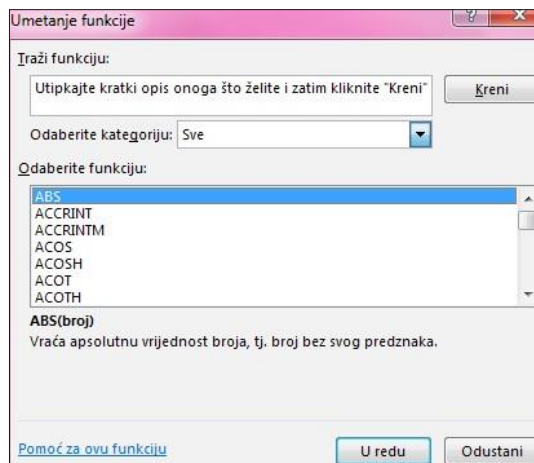 Umetanje funkcije
Traži funkciju:
Utipkajte kratki opis onoga što želite i zatim kliknite "Kreni"
Kreni
Odaberite kategoriju: Sve
Odaberite funkciju:
ABS
ACCRINT
ACCRINTM
ACOS
ACOSH
ACOT
ACOTH
ABS(broj)
Vraća apsolutnu vrijednost broja, tj. broj bez svog predznaka.
Pomoć za ovu funkciju
U redu
Odustani